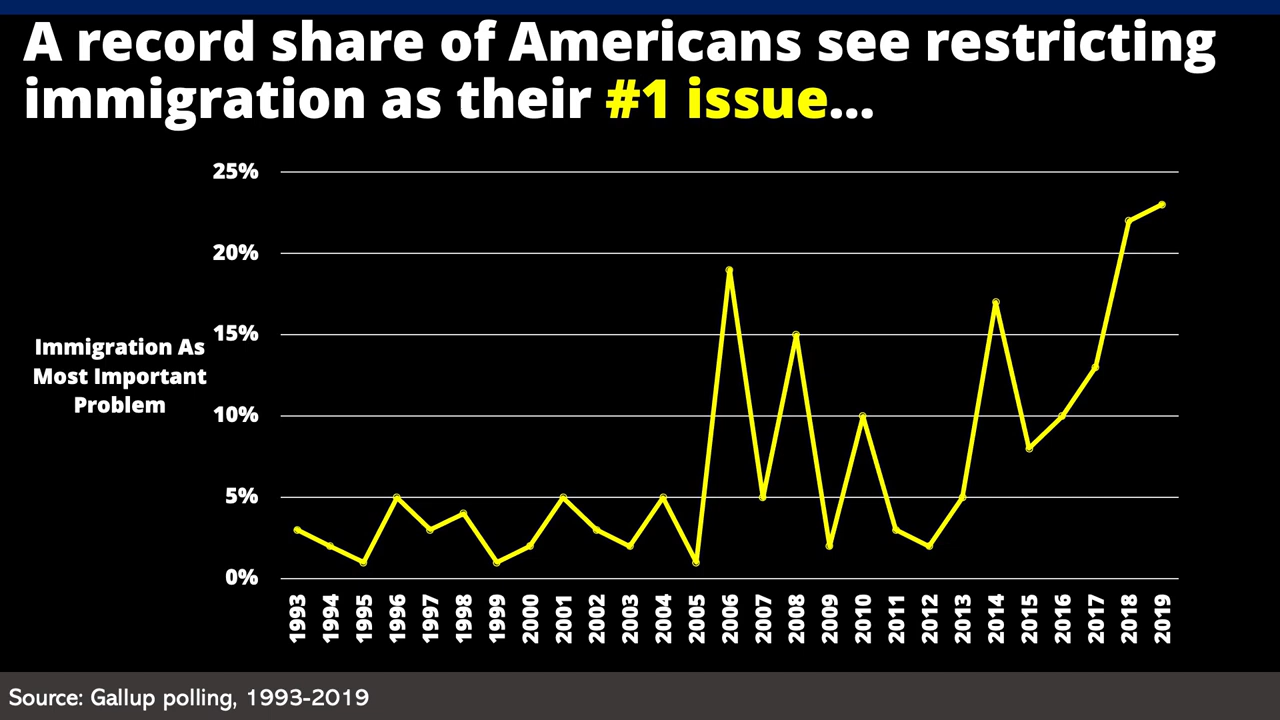 A record share of Americans see restricting
immigration as their #1 issue...
25%
20%
15%
10%
5%
0%
Immigration As
Most Important
Problem
1993 1994 1995 1996 1997 1998 1999 2000 2001 2002 2003 2004 2005 2006 2007 2008 2009 2010 2011 2012 2013 2014 2015 2016 2017 2018 2019
Source: Gallup polling, 1993-2019